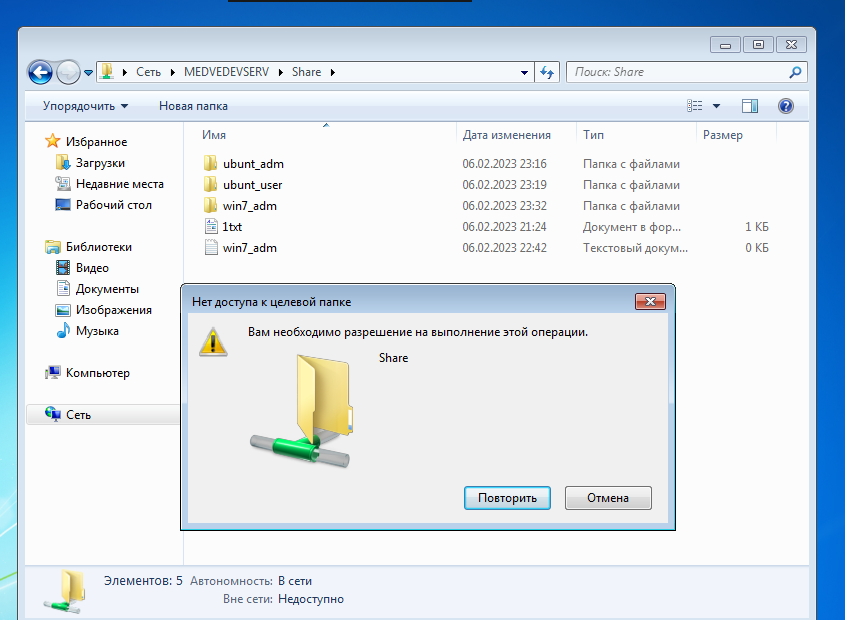 Сеть MEDVEDEVSERV Share
Поиск: Share
Упорядочить Новая папка
Имя Дата изменения Тип Размер
Избранное
Загрузки
Недавние места
Рабочий стол
Библиотеки
Видео
Документы
Изображения
Музыка
Компьютер
Сеть
ubunt_adm 06.02.2023 23:16 Папка с файлами
ubunt_user 06.02.2023 23:19 Папка с файлами
win7_adm 06.02.2023 23:32 Папка с файлами
1txt 06.02.2023 21:24 Документ в фор... 1 КБ
win7_adm 06.02.2023 22:42 Текстовый докум... 0 КБ
Нет доступа к целевой папке
Вам необходимо разрешение на выполнение этой операции.
Share
Повторить Отмена
Элементов: 5 Автономность: В сети
Вне сети: Недоступно